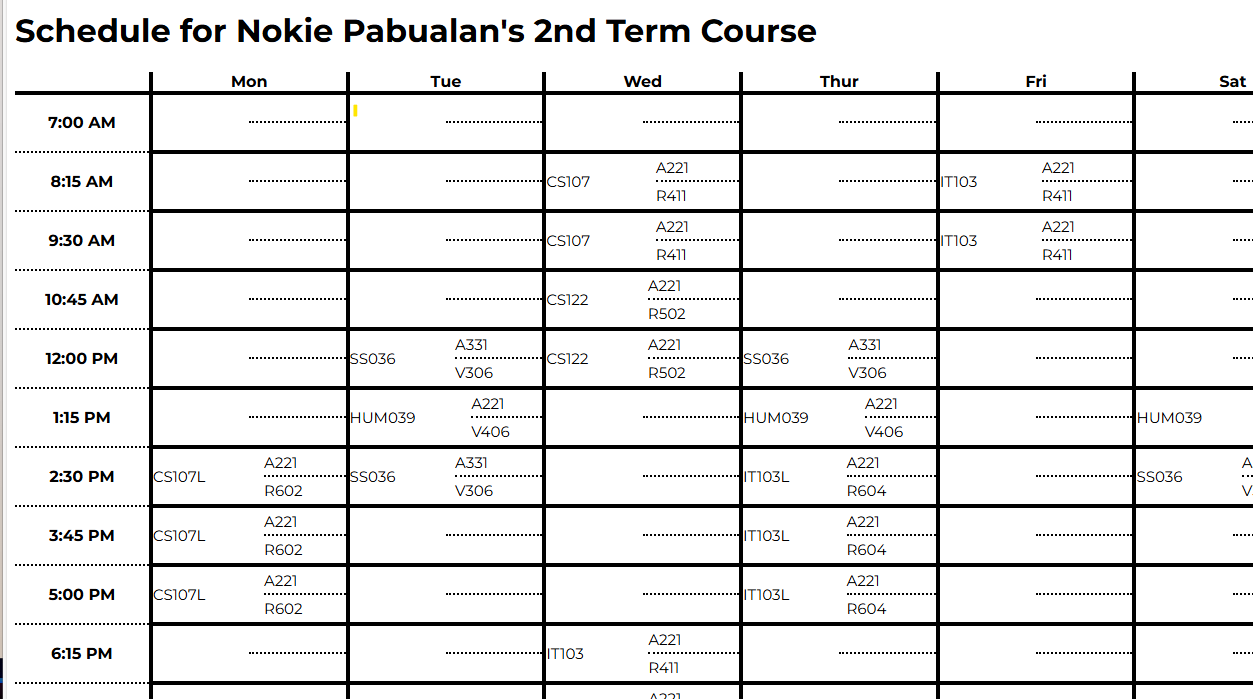 Schedule for Nokie Pabualan's 2nd Term Course
Mon Tue Wed Thur Fri Sat
7:00 AM
8:15 AM CS107 A221 R411 IT103 A221 R411
9:30 AM CS107 A221 R411 IT103 A221 R411
10:45 AM CS122 A221 R502
12:00 PM SS036 A331 V306 CS122 A221 R502 SS036 A331 V306
1:15 PM HUM039 A221 V406 HUM039 A221 V406 HUM039
2:30 PM CS107L A221 R602 SS036 A331 V306 IT103L A221 R604 SS036
3:45 PM CS107L A221 R602 IT103L A221 R604
5:00 PM CS107L A221 R602 IT103L A221 R604
6:15 PM IT103 A221 R411